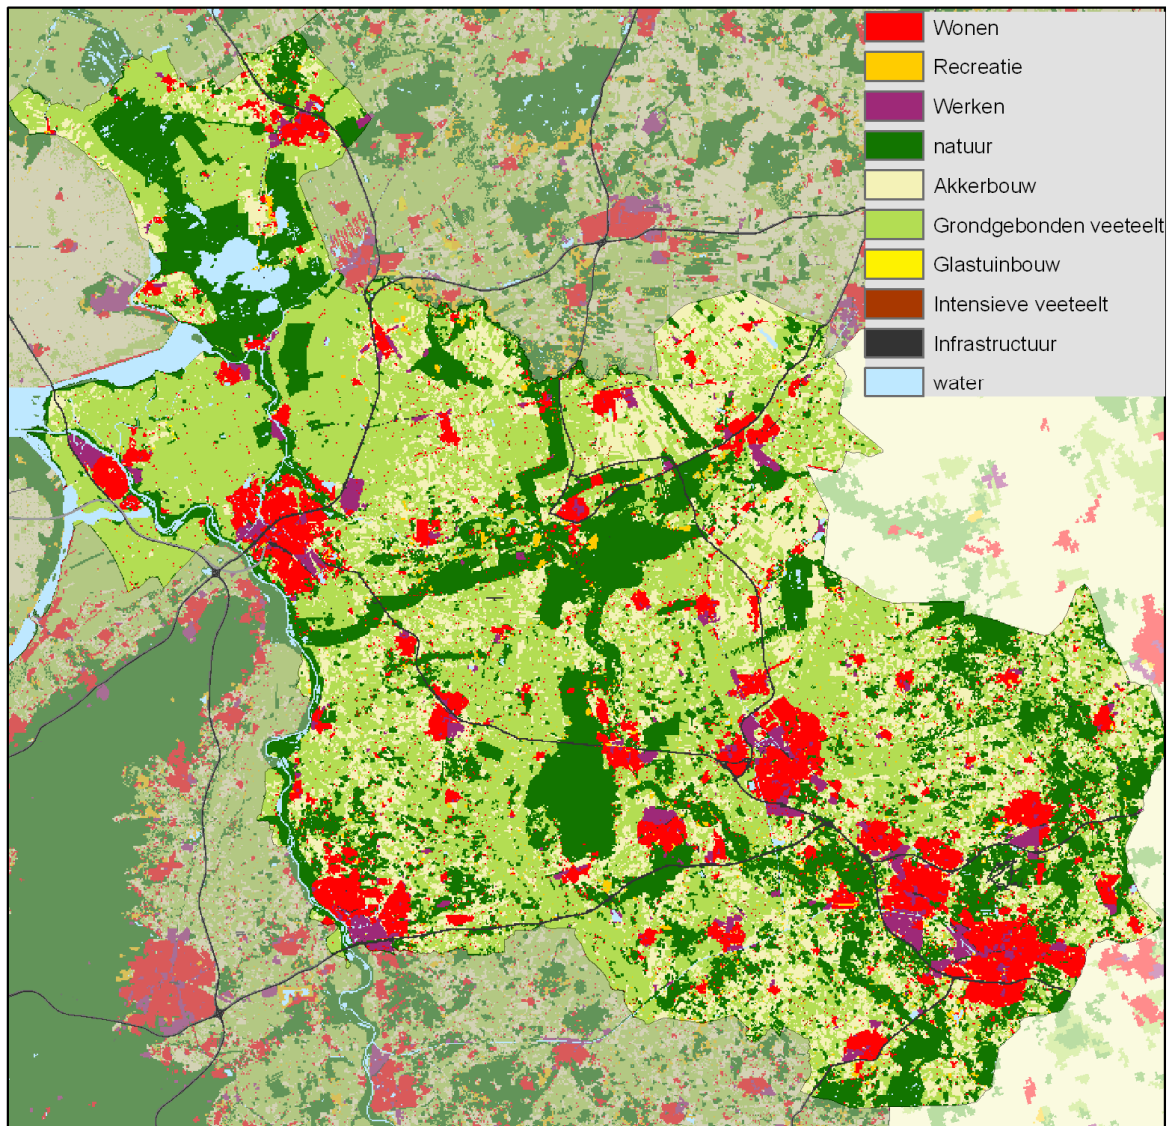 Wonen
Recreatie
Werken
natuur
Akkerbouw
Grondgebonden veeteelt
Glastuinbouw
Intensieve veeteelt
Infrastructuur
water